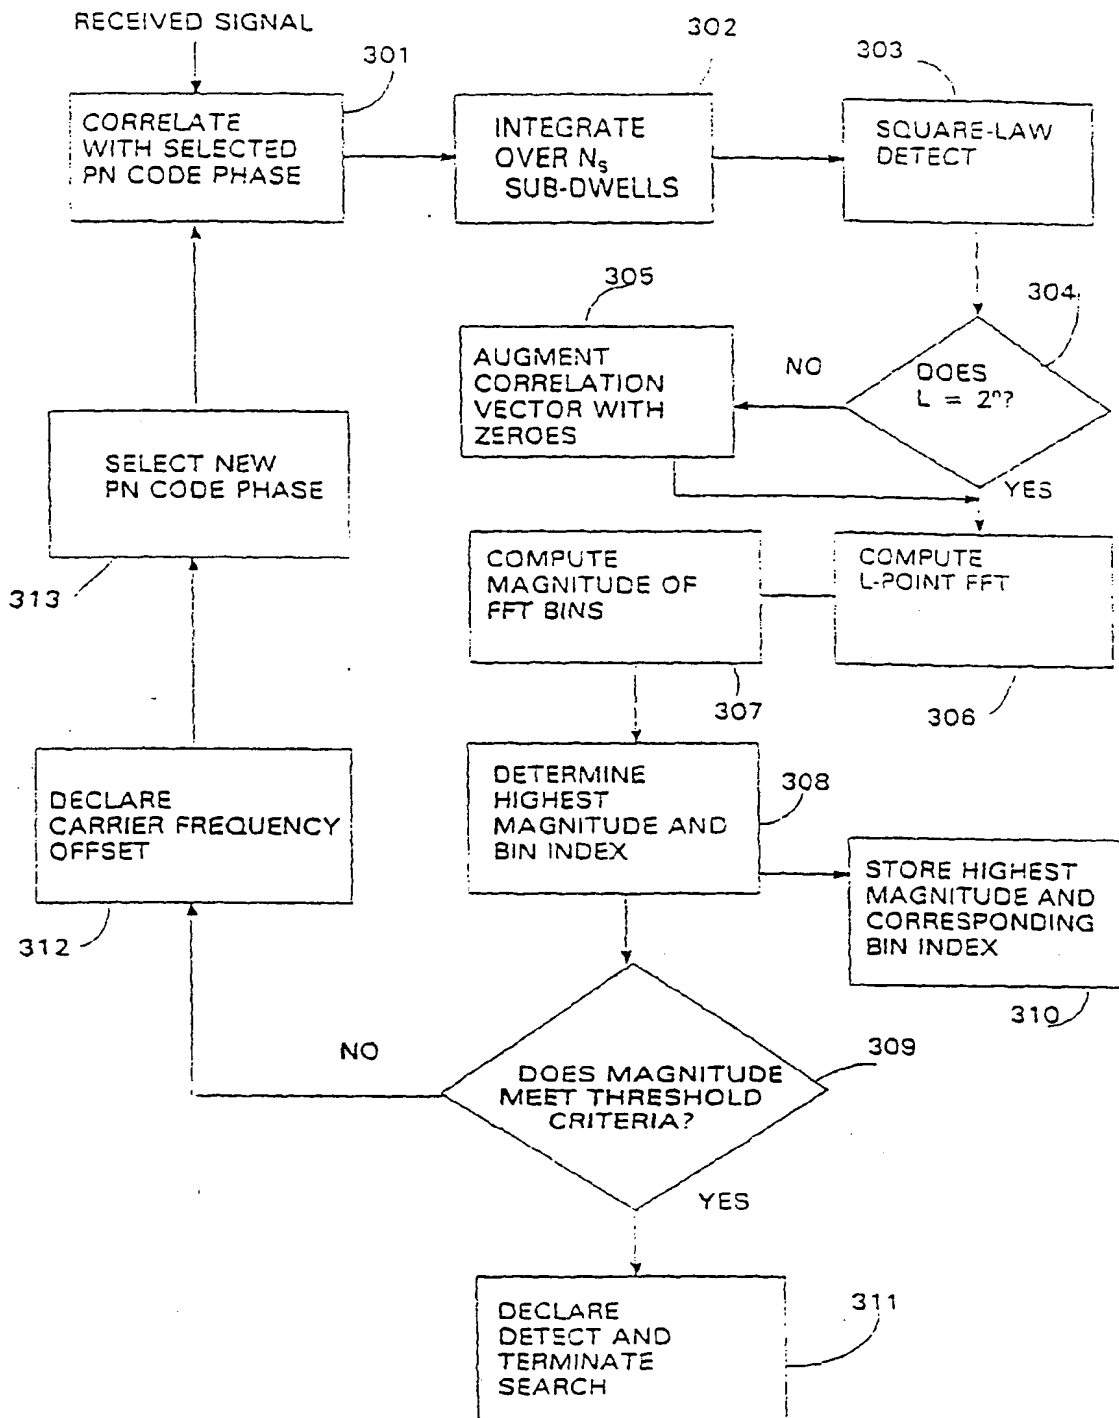 RECEIVED SIGNAL
301
CORRELATE
WITH SELECTED
PN CODE PHASE
302
INTEGRATE
OVER Nₛ
SUB-DWELLS
303
SQUARE-LAW
DETECT
304
DOES
L = 2ⁿ?
NO
YES
305
AUGMENT
CORRELATION
VECTOR WITH
ZEROES
COMPUTE
L-POINT FFT
306
COMPUTE
MAGNITUDE OF
FFT BINS
307
DETERMINE
HIGHEST
MAGNITUDE AND
BIN INDEX
308
STORE HIGHEST
MAGNITUDE AND
CORRESPONDING
BIN INDEX
310
DOES MAGNITUDE
MEET THRESHOLD
CRITERIA?
309
NO
YES
DECLARE
DETECT AND
TERMINATE
SEARCH
311
DECLARE
CARRIER FREQUENCY
OFFSET
312
SELECT NEW
PN CODE PHASE
313